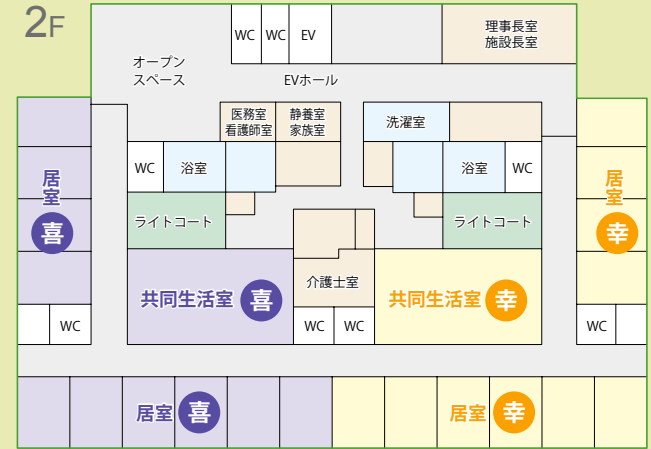 2F
WC
WC
EV
理事長室
施設長室
オープン
スペース
EVホール
医務室
看護師室
静養室
家族室
洗濯室
WC
浴室
浴室
WC
居室
喜
居室
幸
ライトコート
ライトコート
介護士室
共同生活室 喜
共同生活室 幸
WC
WC
WC
WC
居室 喜
居室 幸